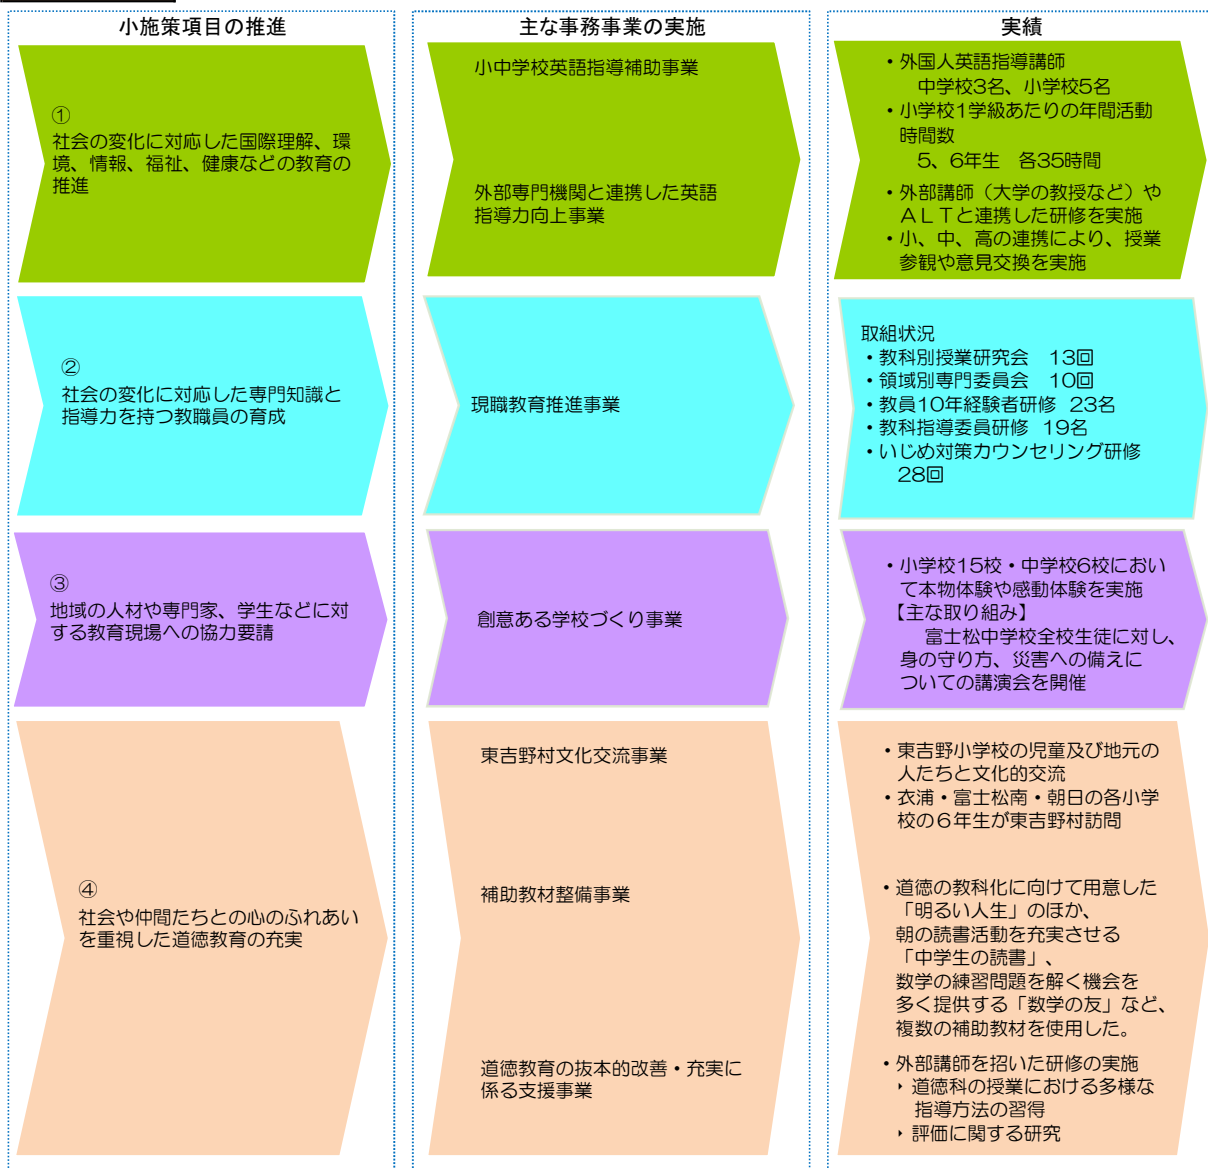 小施策項目の推進
主な事務事業の実施
実績
①
社会の変化に対応した国際理解、環
境、情報、福祉、健康などの教育の
推進
小中学校英語指導補助事業
外部専門機関と連携した英語
指導力向上事業
・外国人英語指導講師
中学校3名、小学校5名
・小学校1学級あたりの年間活動
時間数
5、6年生 各35時間
・外部講師（大学の教授など）や
ＡＬＴと連携した研修を実施
・小、中、高の連携により、授業
参観や意見交換を実施
②
社会の変化に対応した専門知識と
指導力を持つ教職員の育成
現職教育推進事業
取組状況
・教科別授業研究会 13回
・領域別専門委員会 10回
・教員10年経験者研修 23名
・教科指導委員研修 19名
・いじめ対策カウンセリング研修
28回
③
地域の人材や専門家、学生などに対
する教育現場への協力要請
創意ある学校づくり事業
・小学校15校・中学校6校におい
て本物体験や感動体験を実施
【主な取り組み】
富士松中学校全校生徒に対し、
身の守り方、災害への備えに
ついての講演会を開催
④
社会や仲間たちとの心のふれあい
を重視した道徳教育の充実
東吉野村文化交流事業
補助教材整備事業
道徳教育の抜本的改善・充実に
係る支援事業
・東吉野小学校の児童及び地元の
人たちと文化的交流
・衣浦・富士松南・朝日の各小学
校の６年生が東吉野村訪問
・道徳の教科化に向けて用意した
「明るい人生」のほか、
朝の読書活動を充実させる
「中学生の読書」、
数学の練習問題を解く機会を
多く提供する「数学の友」など、
複数の補助教材を使用した。
・外部講師を招いた研修の実施
‣ 道徳科の授業における多様な
指導方法の習得
‣ 評価に関する研究